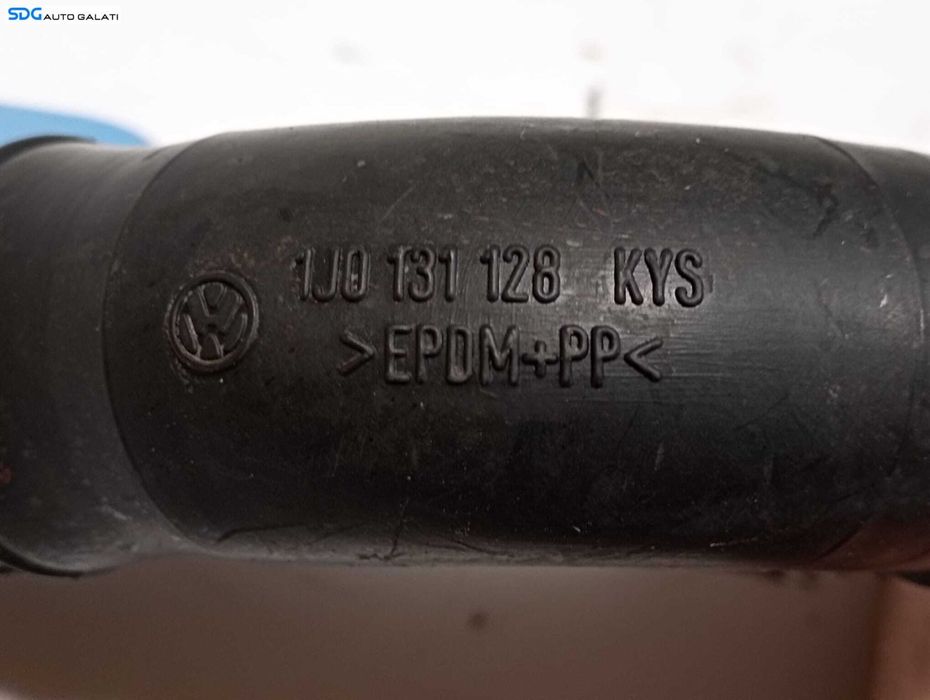 SDG AUTO GALATI
1J0 131 128 KYS
>EPDM+PP<